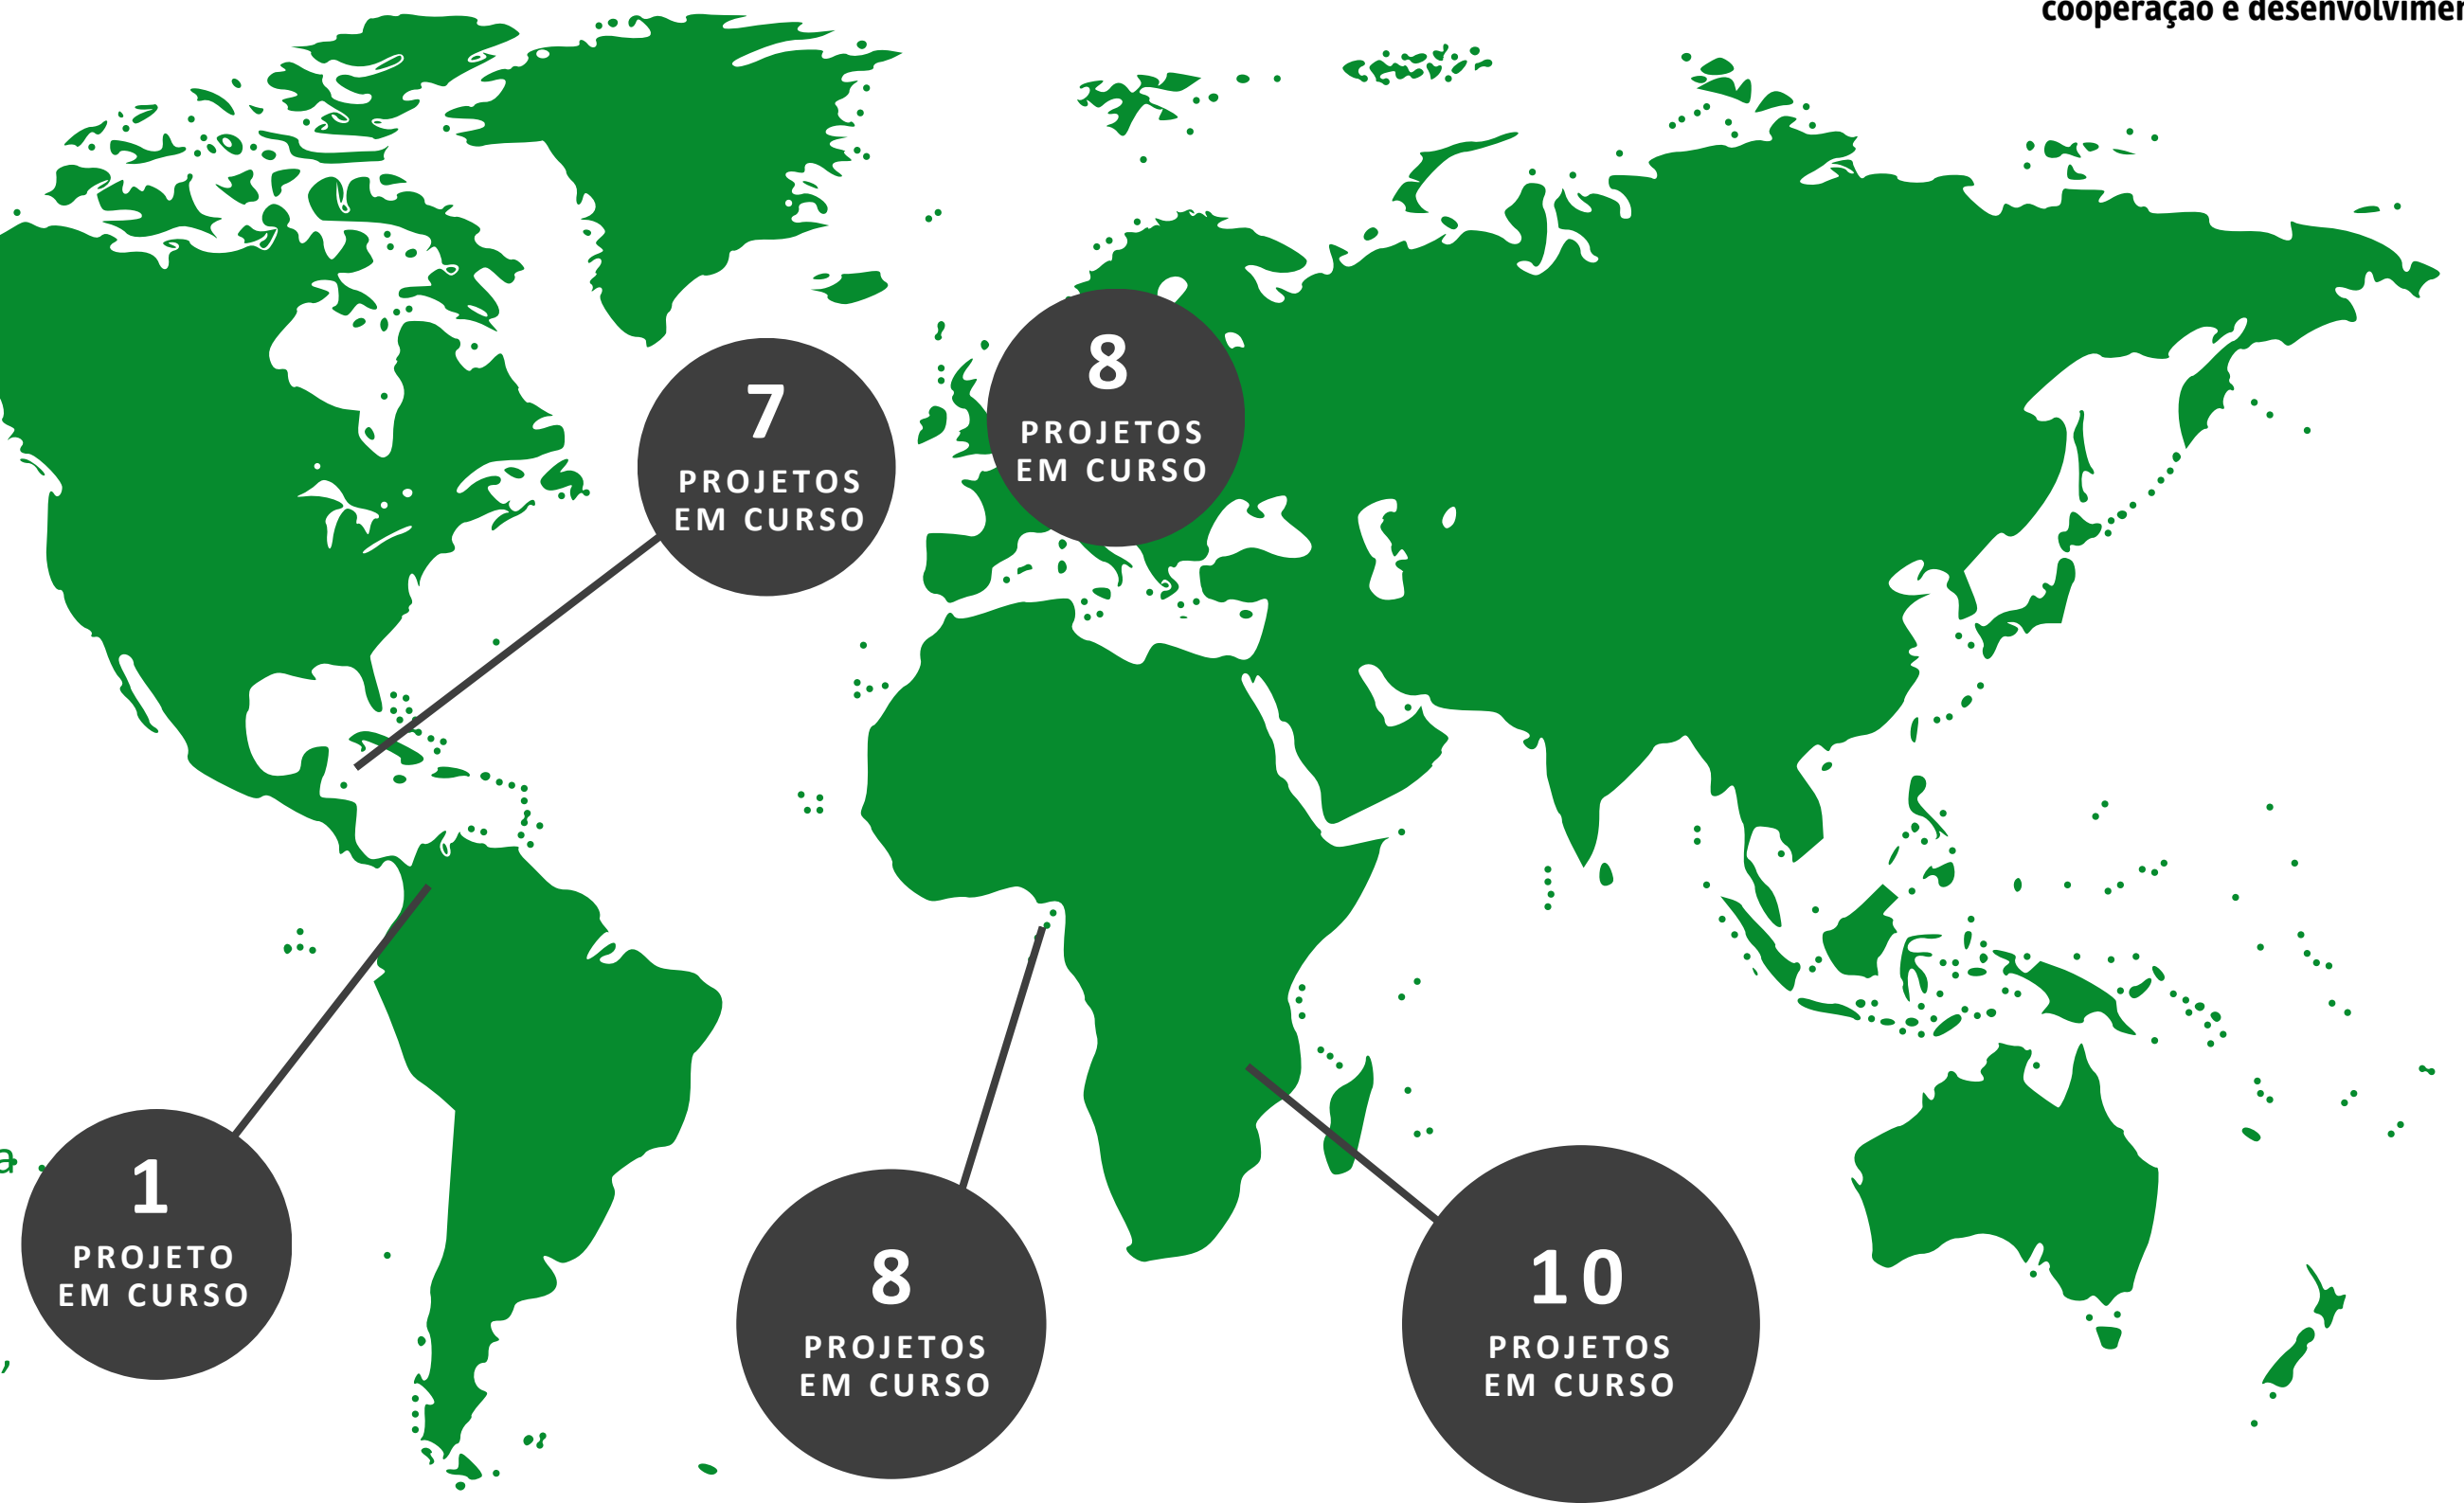 cooperação e desenvolvimen
7
PROJETOS
EM CURSO
8
PROJETOS
EM CURSO
a
1
PROJETO
EM CURSO
8
PROJETOS
EM CURSO
10
PROJETOS
EM CURSO
,